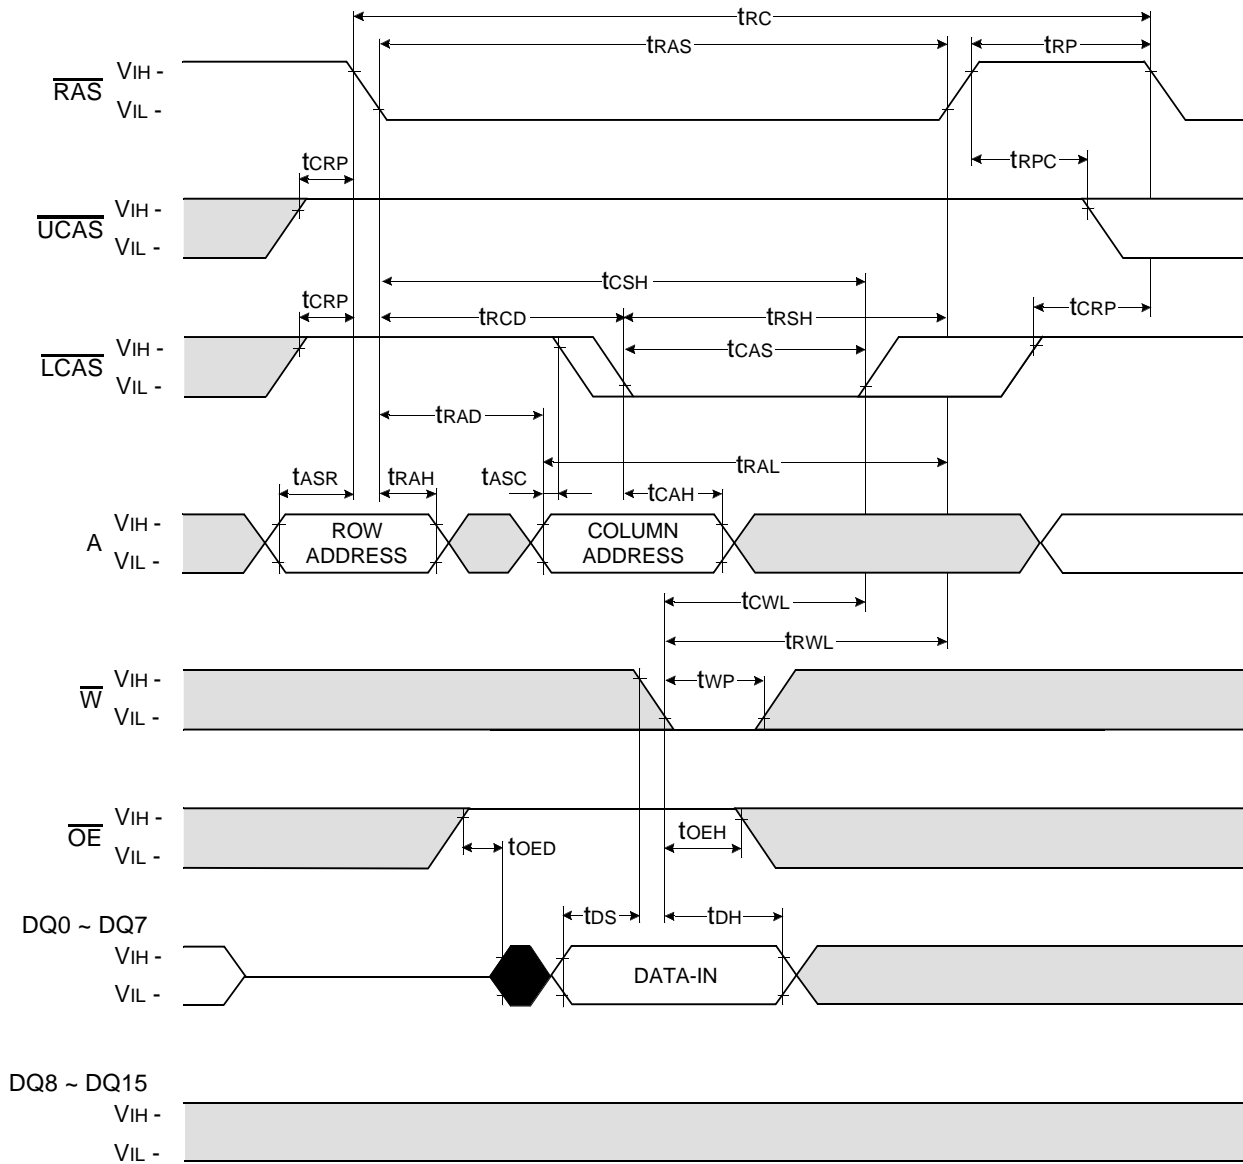 tRC
tRAS
tRP
RAS
VIH -
VIL -
tCRP
tRPC
UCAS
VIH -
VIL -
tCSH
tCRP
tRCD
tRSH
tCRP
LCAS
VIH -
VIL -
tCAS
tRAD
tRAL
tASR
tRAH
tASC
tCAH
A
VIH -
VIL -
ROW
ADDRESS
COLUMN
ADDRESS
tCWL
tRWL
W
VIH -
VIL -
tWP
OE
VIH -
VIL -
tOED
tOEH
DQ0 ~ DQ7
tDS
tDH
VIH -
VIL -
DATA-IN
DQ8 ~ DQ15
VIH -
VIL -